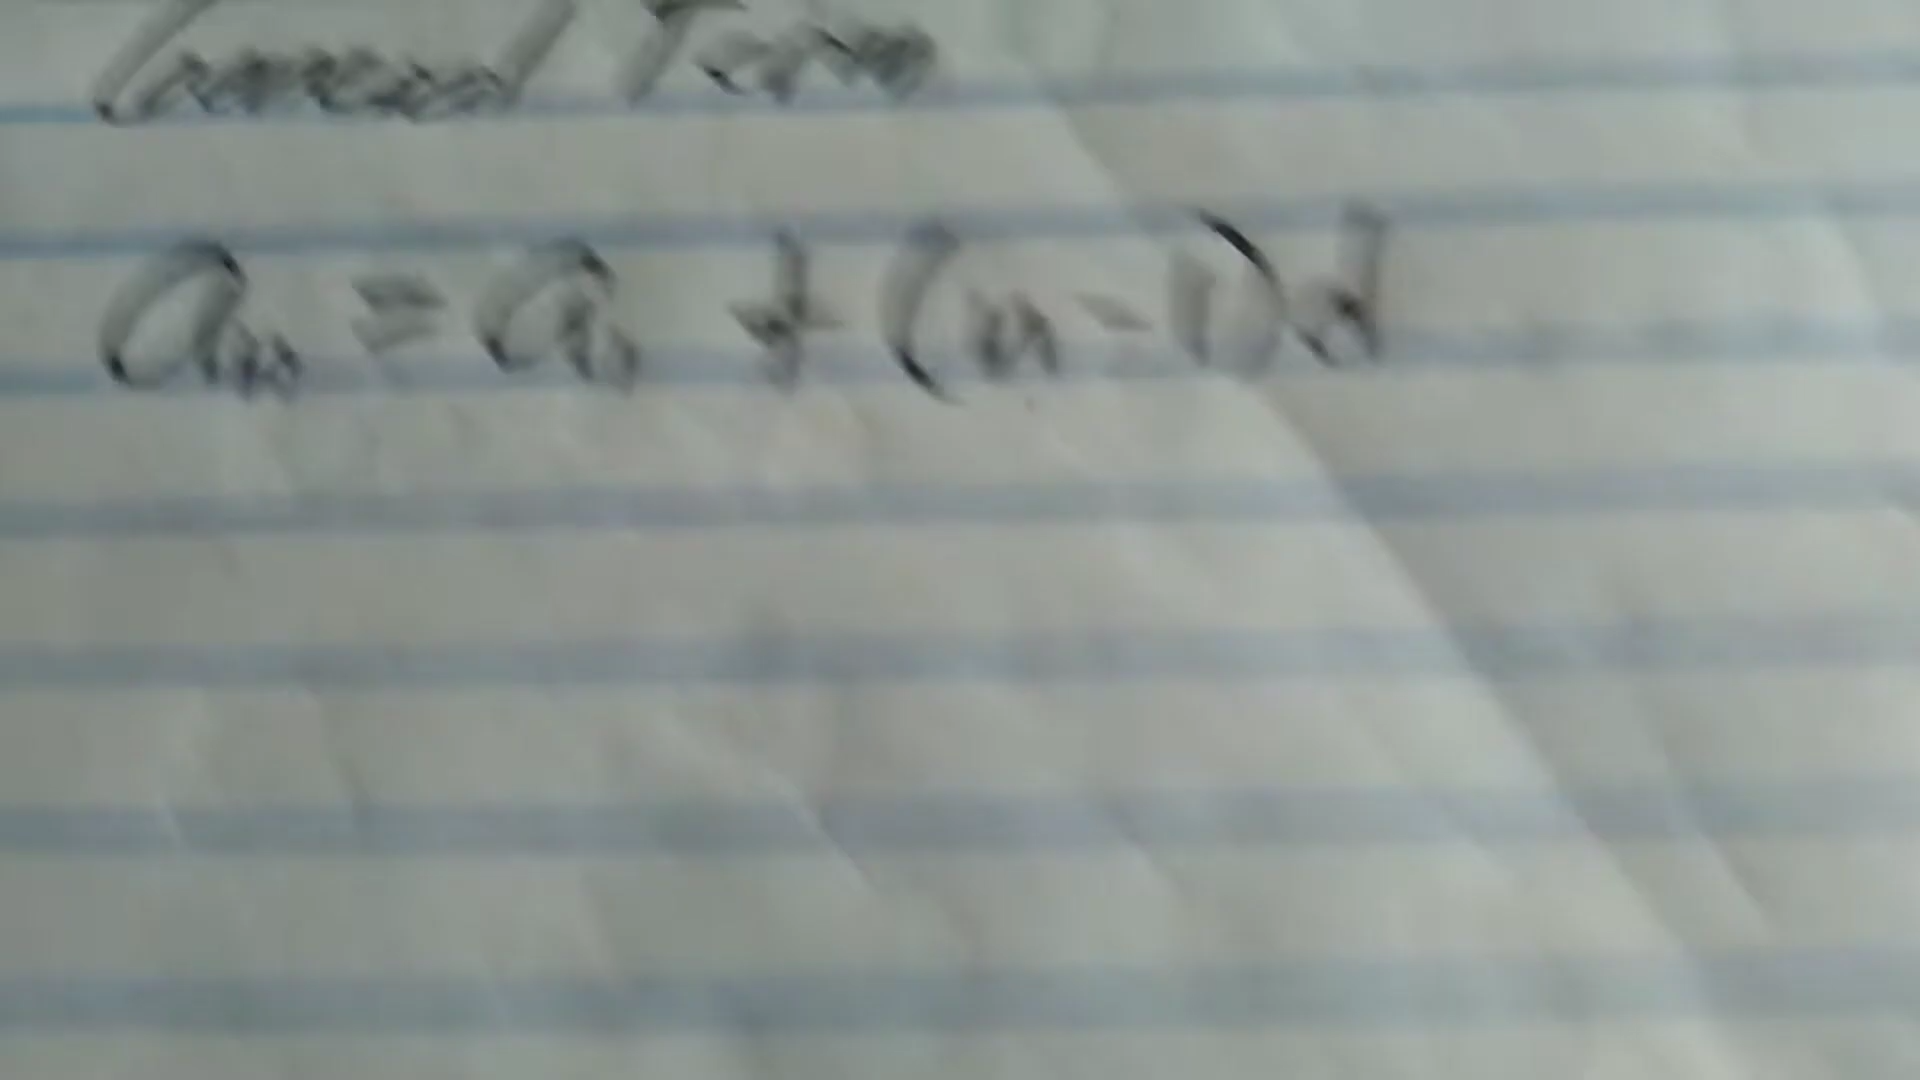 General Term
aₙ = a₁ + (n-1)d